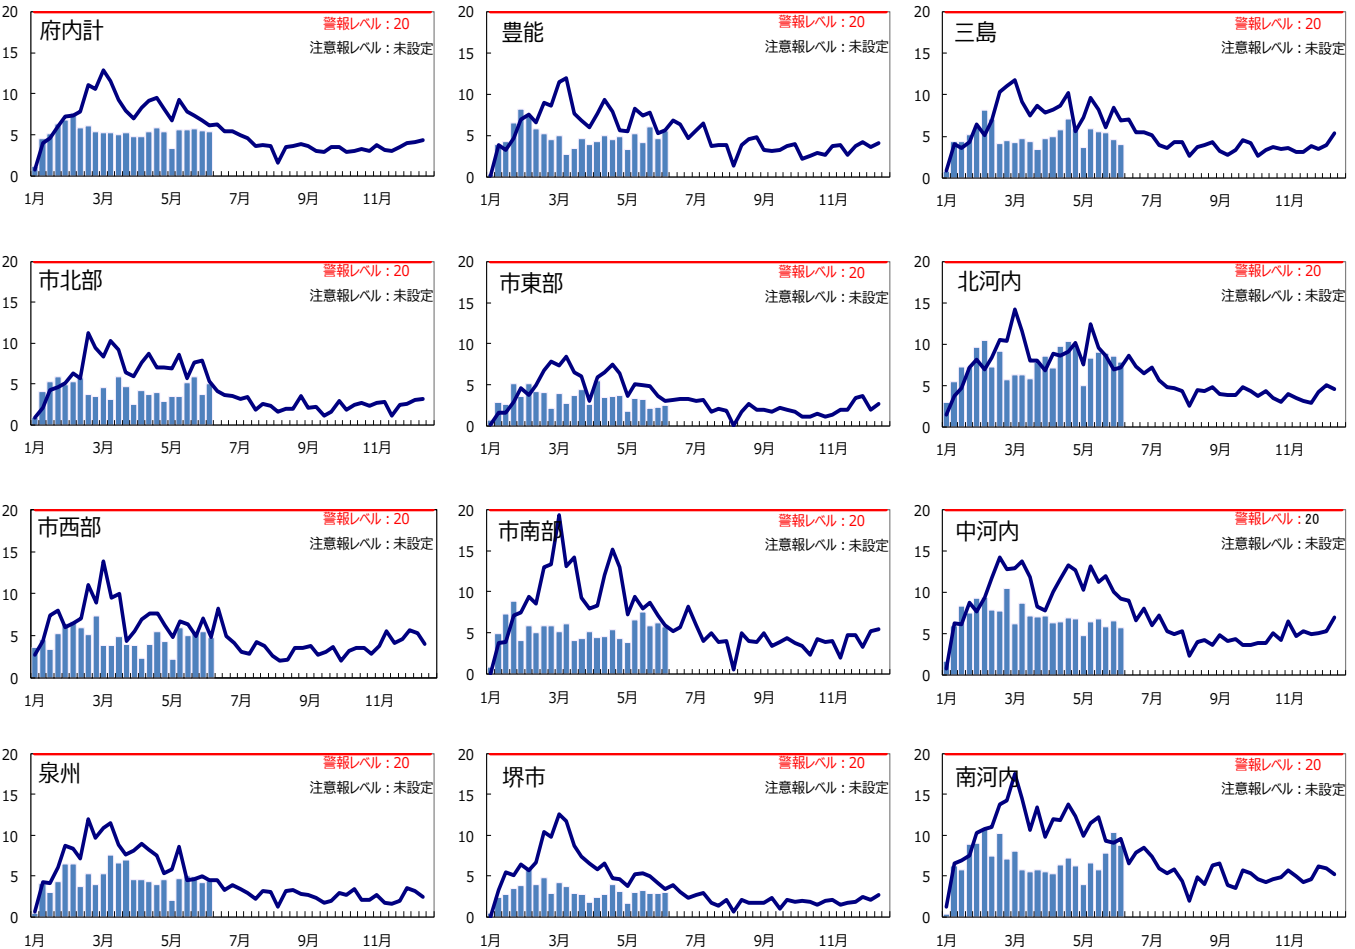 府内計
警報レベル：20
注意報レベル：未設定
20
15
10
5
0
1月 3月 5月 7月 9月 11月
豊能
警報レベル：20
注意報レベル：未設定
20
15
10
5
0
1月 3月 5月 7月 9月 11月
三島
警報レベル：20
注意報レベル：未設定
20
15
10
5
0
1月 3月 5月 7月 9月 11月
市北部
警報レベル：20
注意報レベル：未設定
20
15
10
5
0
1月 3月 5月 7月 9月 11月
市東部
警報レベル：20
注意報レベル：未設定
20
15
10
5
0
1月 3月 5月 7月 9月 11月
北河内
警報レベル：20
注意報レベル：未設定
20
15
10
5
0
1月 3月 5月 7月 9月 11月
市西部
警報レベル：20
注意報レベル：未設定
20
15
10
5
0
1月 3月 5月 7月 9月 11月
市南部
警報レベル：20
注意報レベル：未設定
20
15
10
5
0
1月 3月 5月 7月 9月 11月
中河内
警報レベル：20
注意報レベル：未設定
20
15
10
5
0
1月 3月 5月 7月 9月 11月
泉州
警報レベル：20
注意報レベル：未設定
20
15
10
5
0
1月 3月 5月 7月 9月 11月
堺市
警報レベル：20
注意報レベル：未設定
20
15
10
5
0
1月 3月 5月 7月 9月 11月
南河内
警報レベル：20
注意報レベル：未設定
20
15
10
5
0
1月 3月 5月 7月 9月 11月